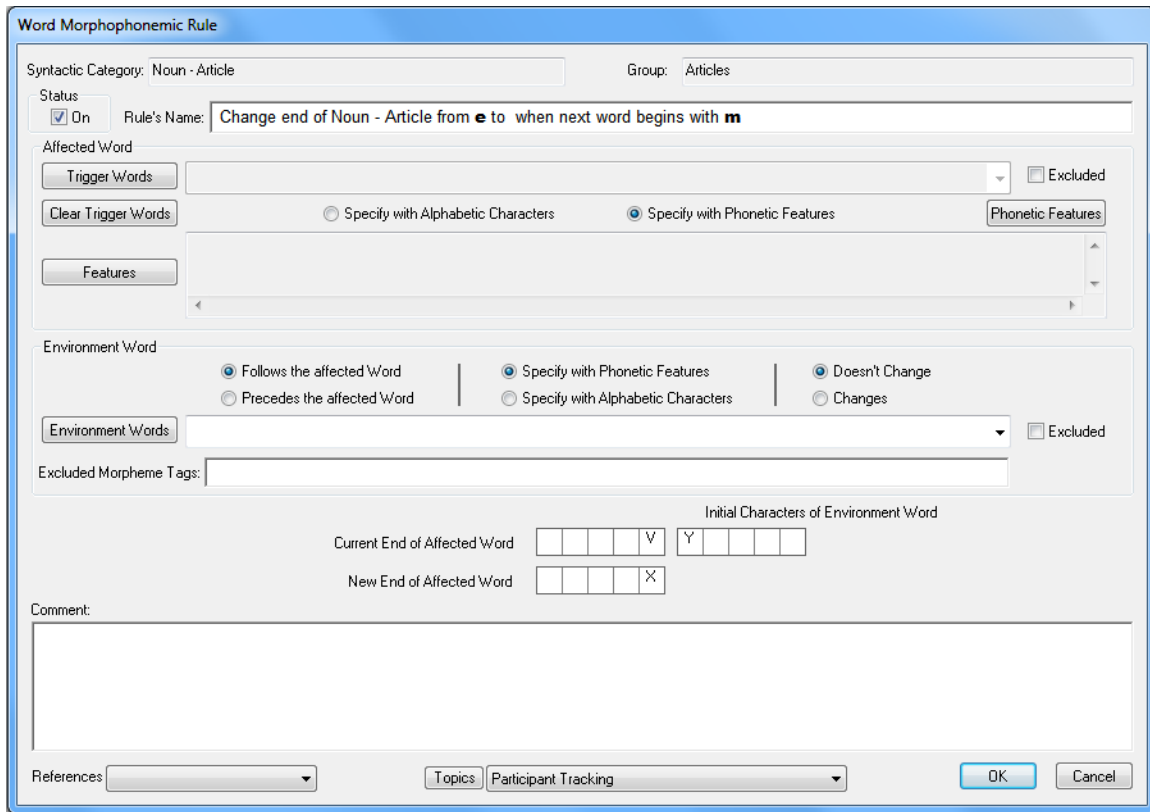 Word Morphophonemic Rule
Syntactic Category: Noun - Article Group: Articles
Status
On Rule's Name: Change end of Noun - Article from e to  when next word begins with m
Affected Word
Trigger Words Excluded
Clear Trigger Words Specify with Alphabetic Characters Specify with Phonetic Features Phonetic Features
Features
Environment Word
Follows the affected Word Specify with Phonetic Features Doesn't Change
Precedes the affected Word Specify with Alphabetic Characters Changes
Environment Words Excluded
Excluded Morpheme Tags:
Initial Characters of Environment Word
Current End of Affected Word V Y
New End of Affected Word X
Comment:
References Topics Participant Tracking OK Cancel